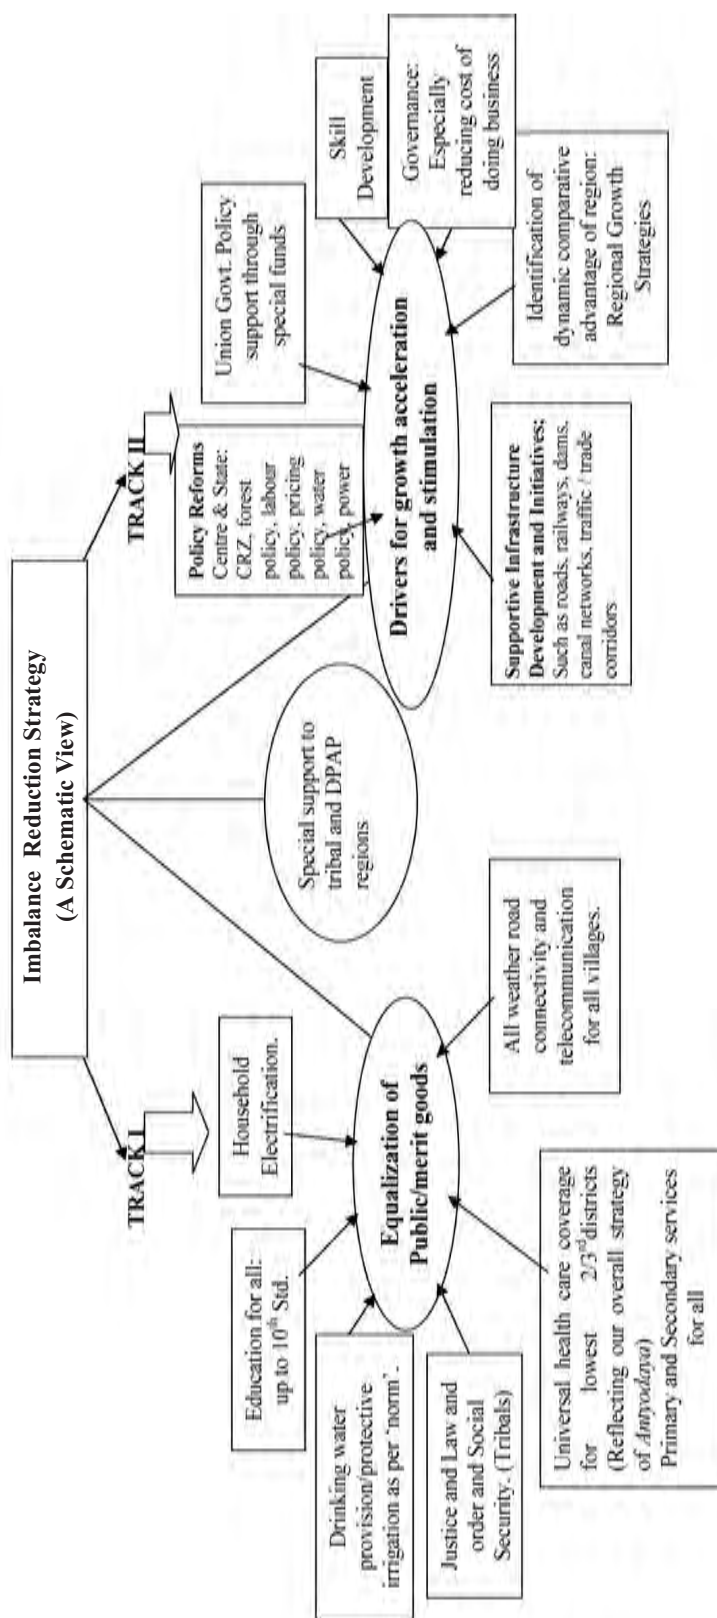 Imbalance Reduction Strategy
(A Schematic View)
TRACK I
TRACK II
Household
Electrification.
Education for all:
up to 10th Std.
Drinking water
provision/protective
irrigation as per 'norm'.
Justice and Law and
order and Social
Security. (Tribals)
Equalization of
Public/merit goods
Universal health care coverage
for lowest 2/3rd districts
(Reflecting our overall strategy
of Antyodaya)
Primary and Secondary services
for all
All weather road
connectivity and
telecommunication
for all villages.
Special support to
tribal and DPAP
regions
Policy Reforms
Centre & State:
CRZ, forest
policy, labour
policy, pricing
policy, water
policy, power
Union Govt. Policy
support through
special funds
Skill
Development
Governance:
Especially
reducing cost of
doing business
Drivers for growth acceleration
and stimulation
Identification of
dynamic comparative
advantage of region:
Regional Growth
Strategies
Supportive Infrastructure
Development and Initiatives;
Such as roads, railways, dams,
canal networks, traffic / trade
corridors